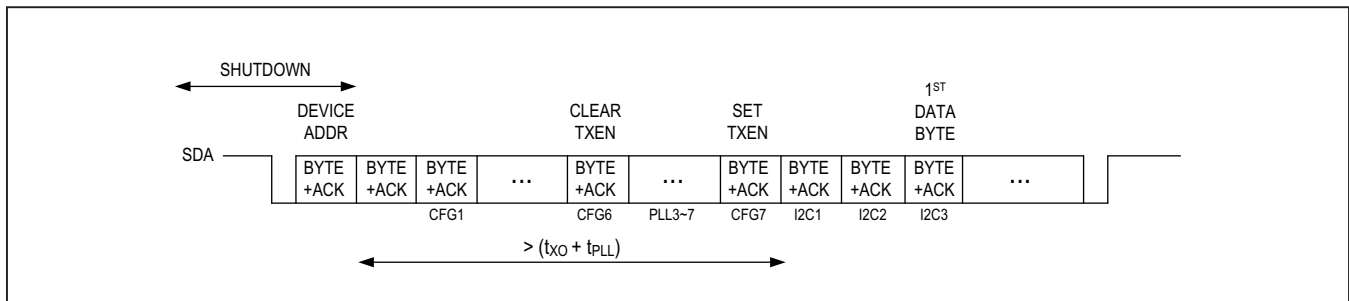 SHUTDOWN
1ST
DEVICE CLEAR SET DATA
ADDR TXEN TXEN BYTE
SDA
BYTE BYTE BYTE ... BYTE ... BYTE BYTE BYTE BYTE ...
+ACK +ACK +ACK +ACK +ACK +ACK +ACK +ACK
CFG1 CFG6 PLL3~7 CFG7 I2C1 I2C2 I2C3
> (tXO + tPLL)